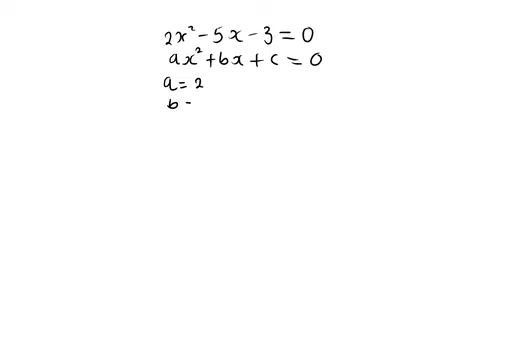 2x² - 5x - 3 = 0
ax² + bx + c = 0
a = 2
b -